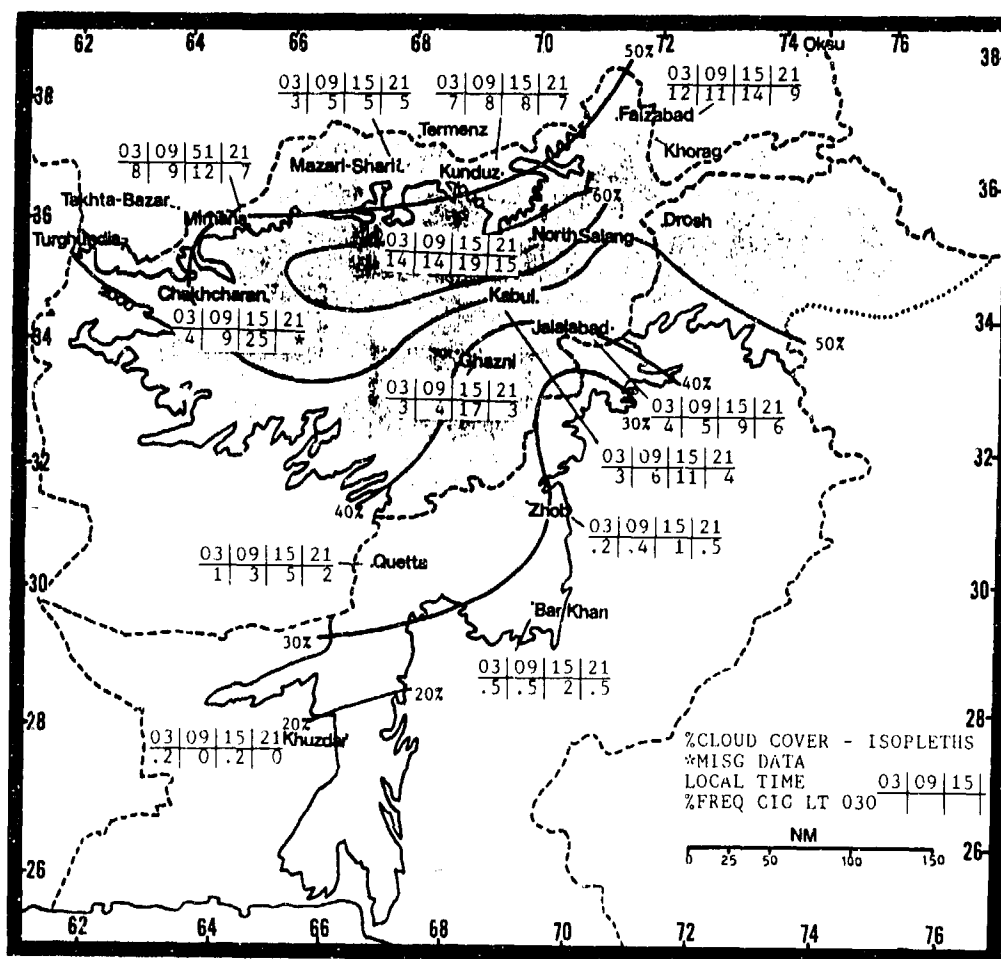 62 64 66 68 70 72 Oksu 76 78
50%
03 09 15 21
3 5 5 5
03 09 15 21
7 8 8 7
03 09 15 21
12 11 14 9
38
38
Faizabad
Termenz
Khorag
03 09 51 21
8 9 12 7
Mazari-Sharif
Kunduz
Takhta-Bazar
60%
36
36
Drosh
Turghundia
North Salang
03 09 15 21
14 14 19 15
3000
Chakhcharan
Kabul
03 09 15 21
4 9 25 *
Jalalabad
34
34
50%
Ghazni
40%
03 09 15 21
3 4 17 3
30%
03 09 15 21
4 5 9 6
03 09 15 21
3 6 11 4
32
32
40%
Zhob
03 09 15 21
.2 .4 1 .5
03 09 15 21
1 3 5 2
Quetta
30
30
Bar Khan
30%
03 09 15 21
.5 .5 2 .5
20%
20%
28
28
Khuzdar
03 09 15 21
.2 0 .2 0
%CLOUD COVER - ISOPLETHS
*MISG DATA
LOCAL TIME 03 09 15
%FREQ CIG LT 030
NM
0 25 50 100 150
26
26
62 64 66 68 70 72 74 76